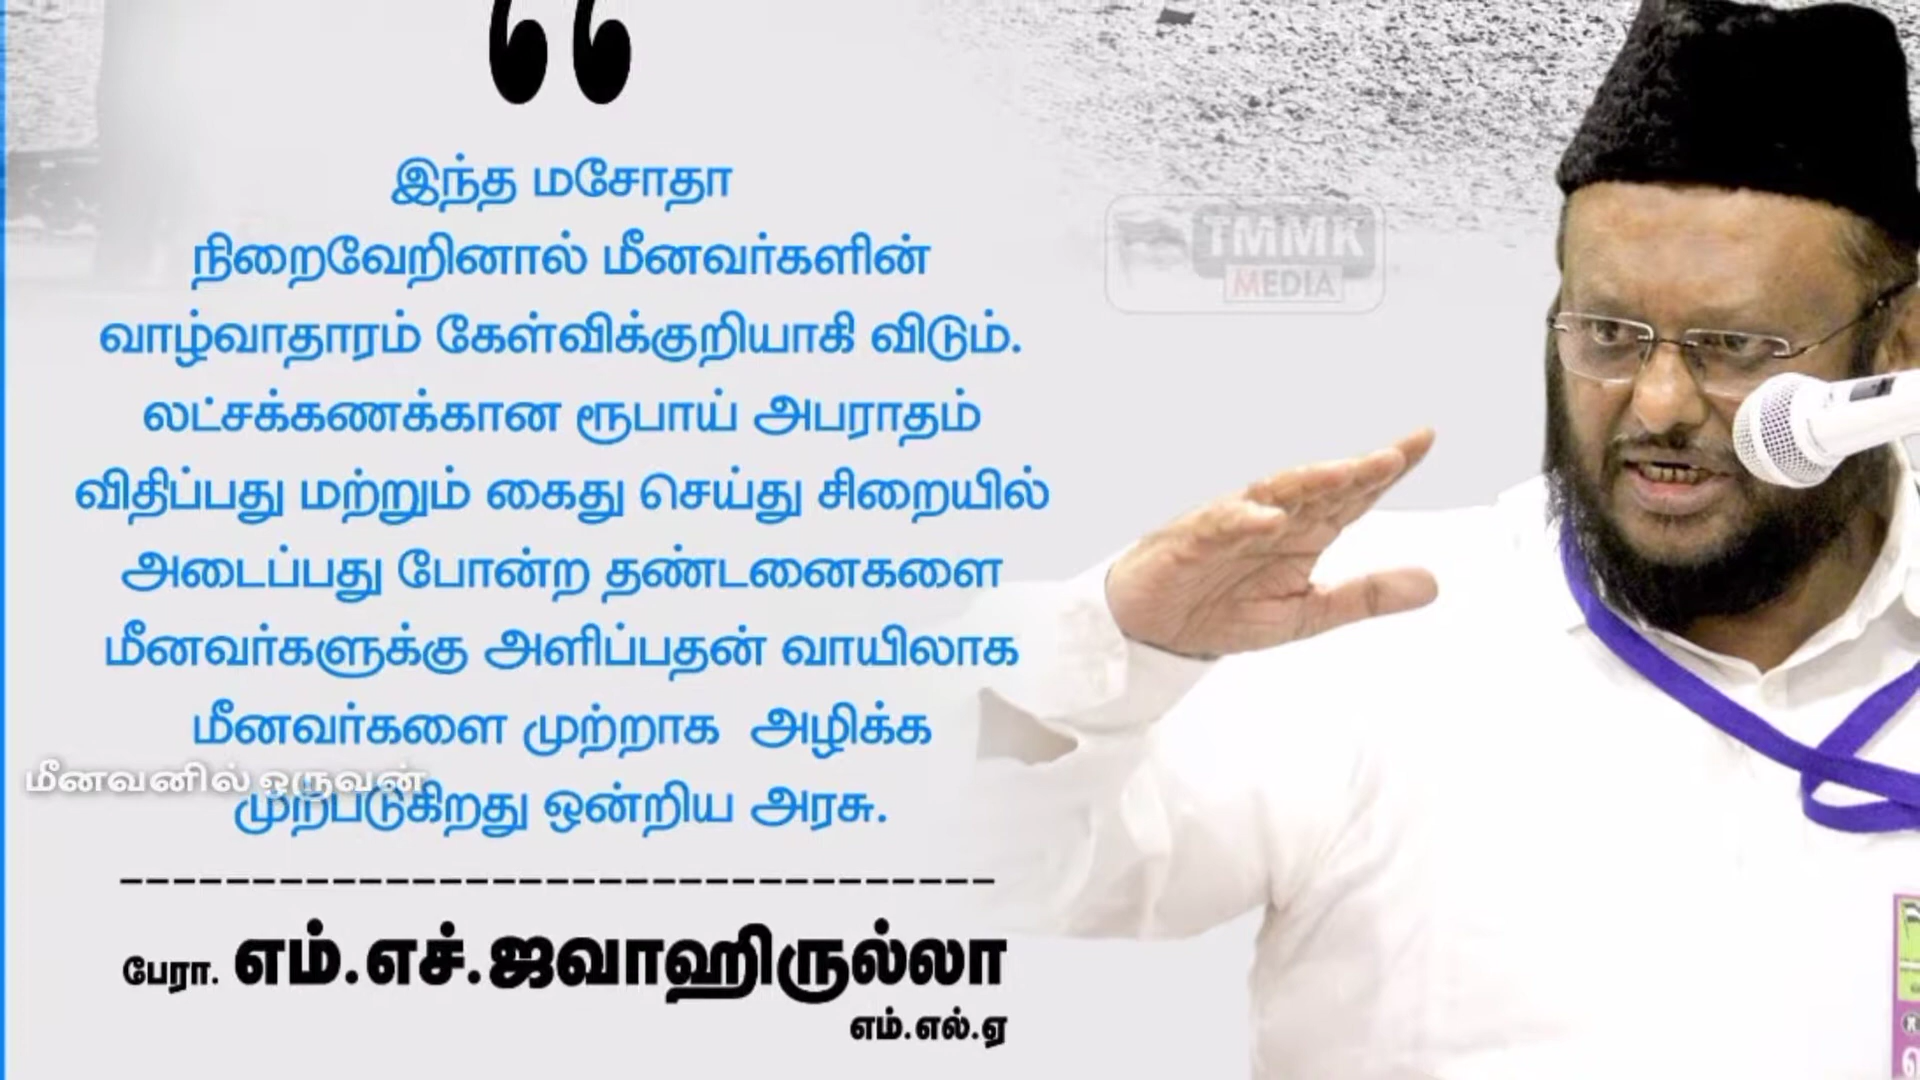 இந்த மசோதா
நிறைவேறினால் மீனவர்களின்
வாழ்வாதாரம் கேள்விக்குறியாகி விடும்.
லட்சக்கணக்கான ரூபாய் அபராதம்
விதிப்பது மற்றும் கைது செய்து சிறையில்
அடைப்பது போன்ற தண்டனைகளை
மீனவர்களுக்கு அளிப்பதன் வாயிலாக
மீனவர்களை முற்றாக அழிக்க
முற்படுகிறது ஒன்றிய அரசு.
மீனவனில் ஒருவன்
பேரா. எம்.எச்.ஜவாஹிருல்லா
எம்.எல்.ஏ
TMMK
MEDIA